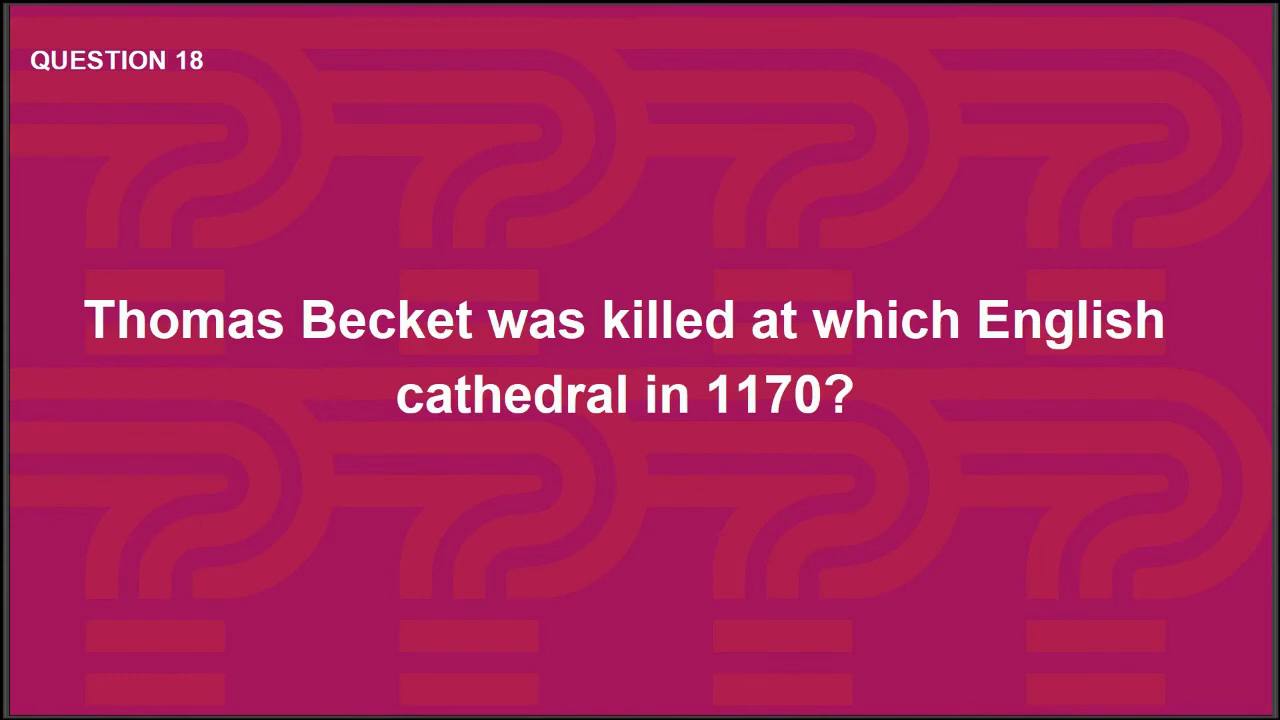 QUESTION 18
Thomas Becket was killed at which English
cathedral in 1170?